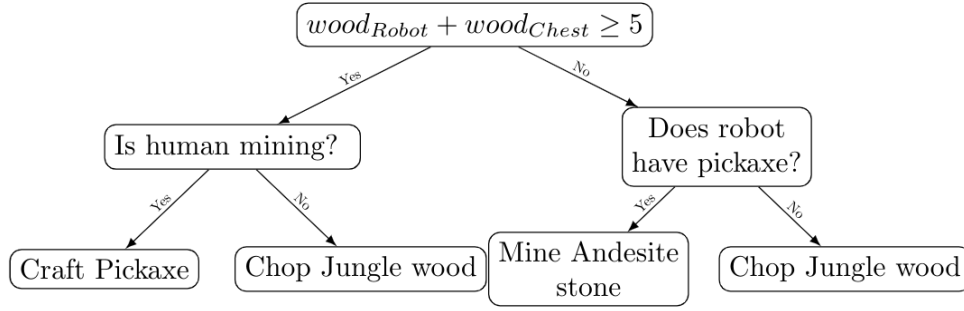 wood_Robot + wood_Chest ≥ 5
Yes
No
Is human mining?
Does robot
have pickaxe?
Yes
No
Yes
No
Craft Pickaxe
Chop Jungle wood
Mine Andesite
stone
Chop Jungle wood